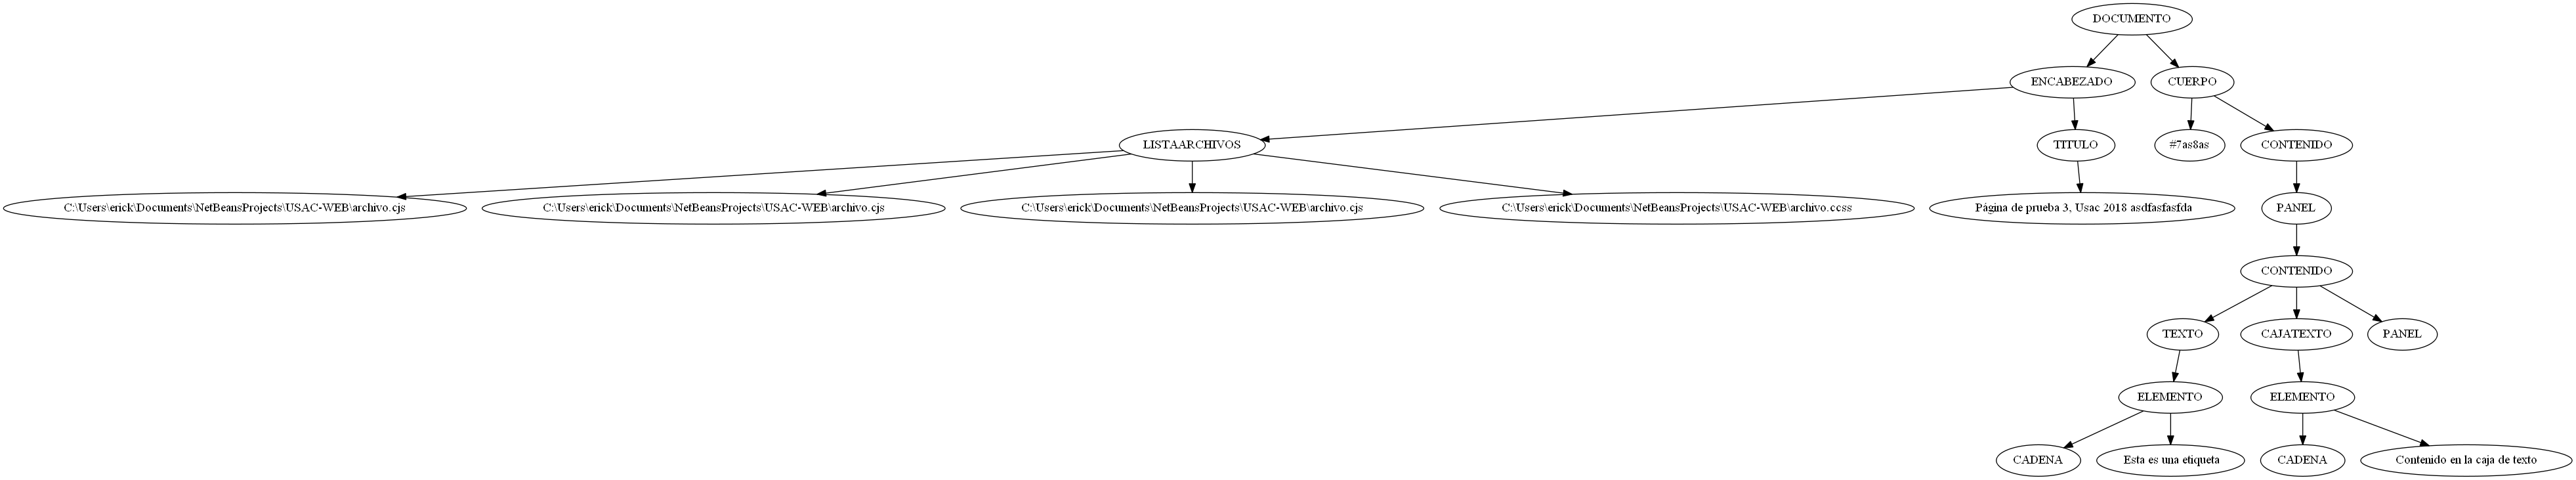 DOCUMENTO
ENCABEZADO
CUERPO
LISTAARCHIVOS
TITULO
#7as8as
CONTENIDO
C:\Users\erick\Documents\NetBeansProjects\USAC-WEB\archivo.cjs
C:\Users\erick\Documents\NetBeansProjects\USAC-WEB\archivo.cjs
C:\Users\erick\Documents\NetBeansProjects\USAC-WEB\archivo.cjs
C:\Users\erick\Documents\NetBeansProjects\USAC-WEB\archivo.ccss
Página de prueba 3, Usac 2018 asdfasfasfda
PANEL
CONTENIDO
TEXTO
CAJATEXTO
PANEL
ELEMENTO
ELEMENTO
CADENA
Esta es una etiqueta
CADENA
Contenido en la caja de texto